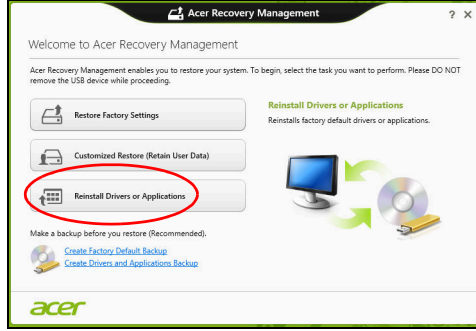 Acer Recovery Management
? X
Welcome to Acer Recovery Management
Acer Recovery Management enables you to restore your system. To begin, select the task you want to perform. Please DO NOT
remove the USB device while proceeding.
Restore Factory Settings
Customized Restore (Retain User Data)
Reinstall Drivers or Applications
Reinstall Drivers or Applications
Reinstalls factory default drivers or applications.
Make a backup before you restore (Recommended).
Create Factory Default Backup
Create Drivers and Applications Backup
acer